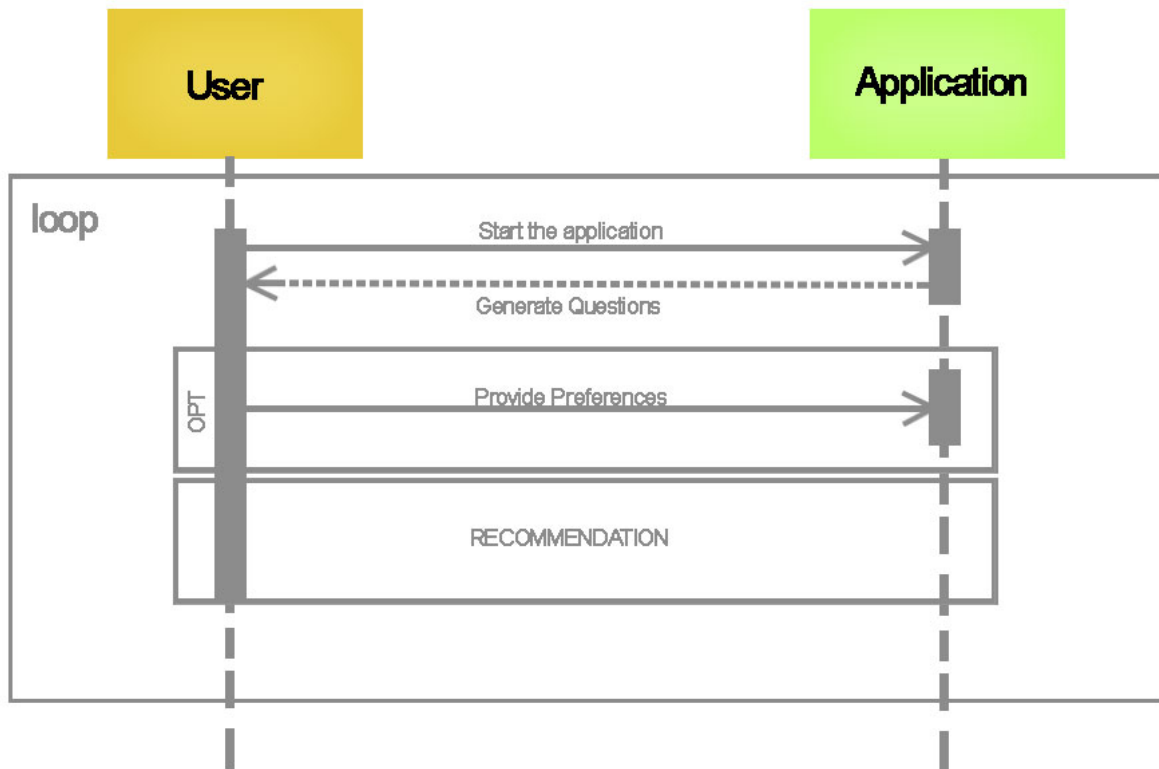 User
Application
loop
Start the application
Generate Questions
OPT
Provide Preferences
RECOMMENDATION